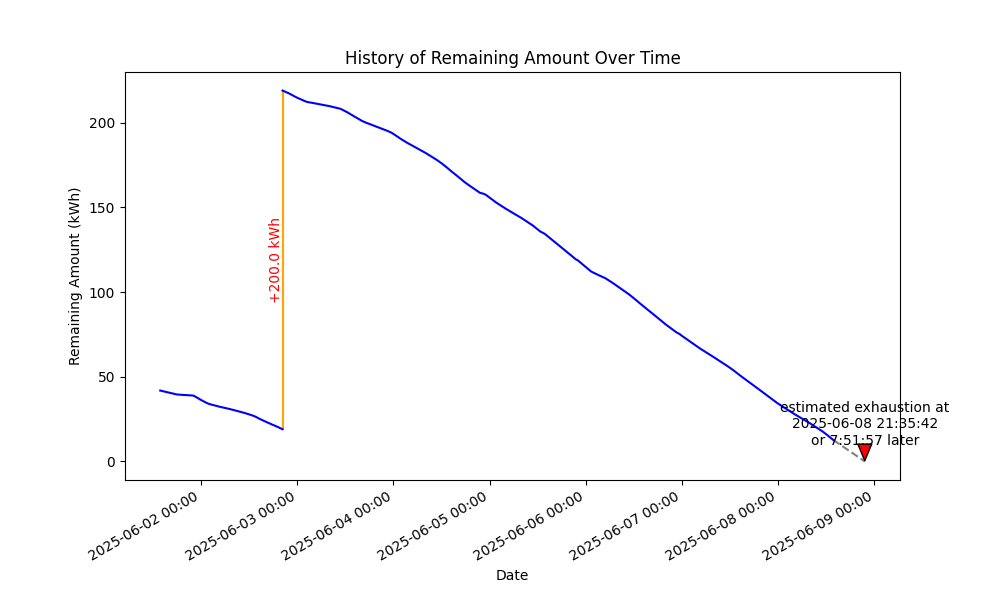 History of Remaining Amount Over Time
Remaining Amount (kWh)
200
150
100
50
0
+200.0 kWh
estimated exhaustion at
2025-06-08 21:35:42
or 7:51:57 later
2025-06-02 00:00
2025-06-03 00:00
2025-06-04 00:00
2025-06-05 00:00
2025-06-06 00:00
2025-06-07 00:00
2025-06-08 00:00
2025-06-09 00:00
Date